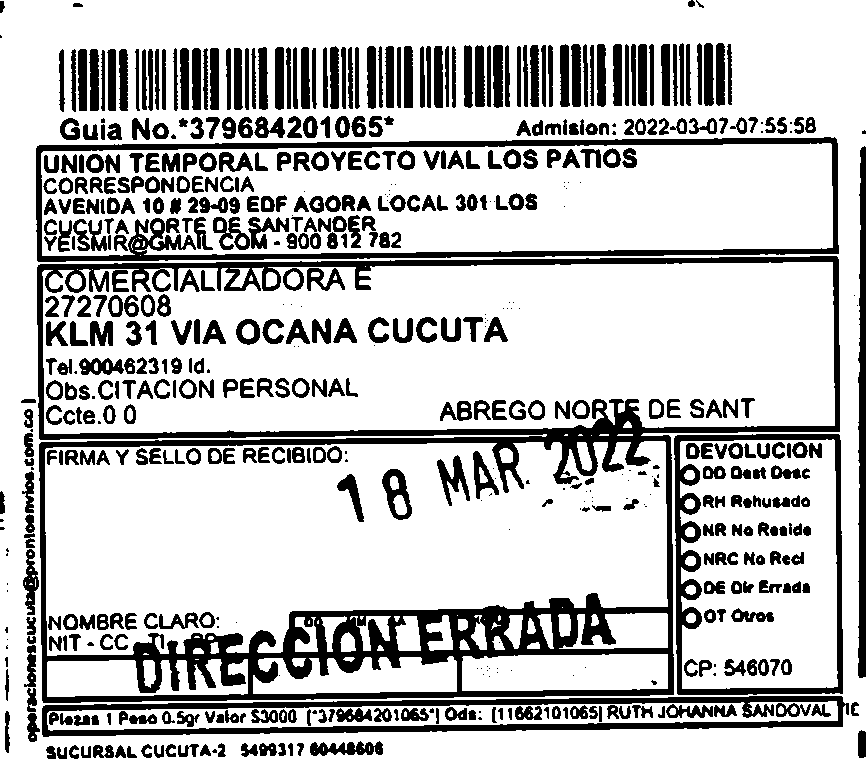 Guia No.*379684201065*
Admision: 2022-03-07-07:55:58
UNION TEMPORAL PROYECTO VIAL LOS PATIOS
CORRESPONDENCIA
AVENIDA 10 # 29-09 EDF AGORA LOCAL 301 LOS
CUCUTA NORTE DE SANTANDER
YEISMIR@GMAIL COM - 900 812 782
COMERCIALIZADORA E
27270608
KLM 31 VIA OCANA CUCUTA
Tel.900462319 Id.
Obs.CITACION PERSONAL
Ccte.0 0
ABREGO NORTE DE SANT
FIRMA Y SELLO DE RECIBIDO:
18 MAR. 2022
NOMBRE CLARO:
NIT - CC - TI -
DIRECCION ERRADA
DEVOLUCION
DD Dest Desc
RH Rehusado
NR No Reside
NRC No Recl
DE Dir Errada
OT Otros
CP: 546070
operacionescucuta@prontoenvios.com.co |
Piezas 1 Peso 0.5gr Valor $3000 [*379684201065*] Ods: [11662101065] RUTH JOHANNA SANDOVAL
SUCURSAL CUCUTA-2 5499317 60448606